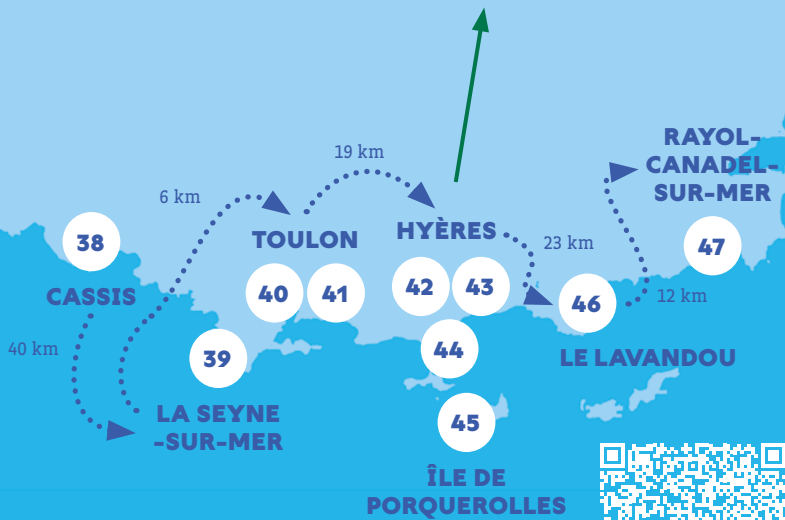 RAYOL-
CANADEL-
SUR-MER
19 km
6 km
HYÈRES
TOULON
23 km
38
47
42
43
40
41
46
CASSIS
12 km
40 km
44
39
LE LAVANDOU
LA SEYNE
-SUR-MER
45
ÎLE DE
PORQUEROLLES